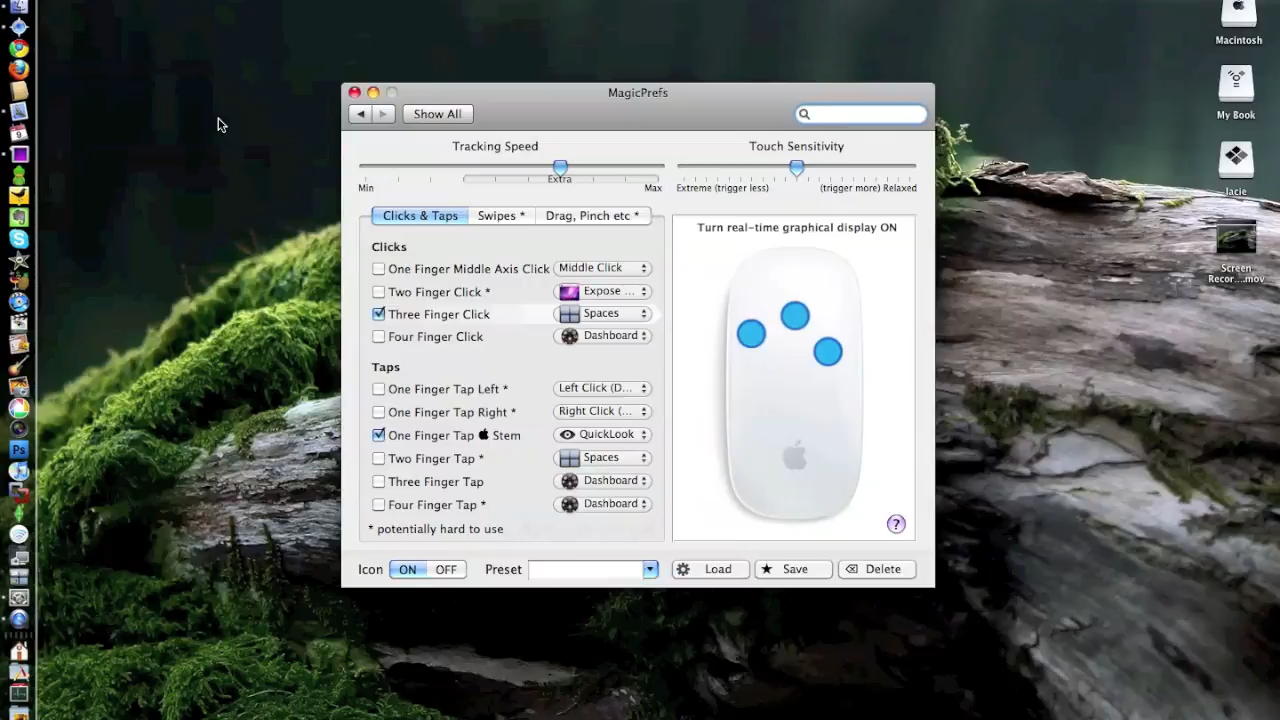 MagicPrefs
Show All
Tracking Speed
Min
Extra
Max
Touch Sensitivity
Extreme (trigger less)
(trigger more) Relaxed
Clicks & Taps
Swipes *
Drag, Pinch etc *
Clicks
One Finger Middle Axis Click
Middle Click
Two Finger Click *
Expose ...
Three Finger Click
Spaces
Four Finger Click
Dashboard
Taps
One Finger Tap Left *
Left Click (D...
One Finger Tap Right *
Right Click (...
One Finger Tap Stem
QuickLook
Two Finger Tap *
Spaces
Three Finger Tap
Dashboard
Four Finger Tap *
Dashboard
* potentially hard to use
Turn real-time graphical display ON
?
Icon
ON
OFF
Preset
Load
Save
Delete
Macintosh
My Book
lacie
Screen
Recor....mov
9
Ps